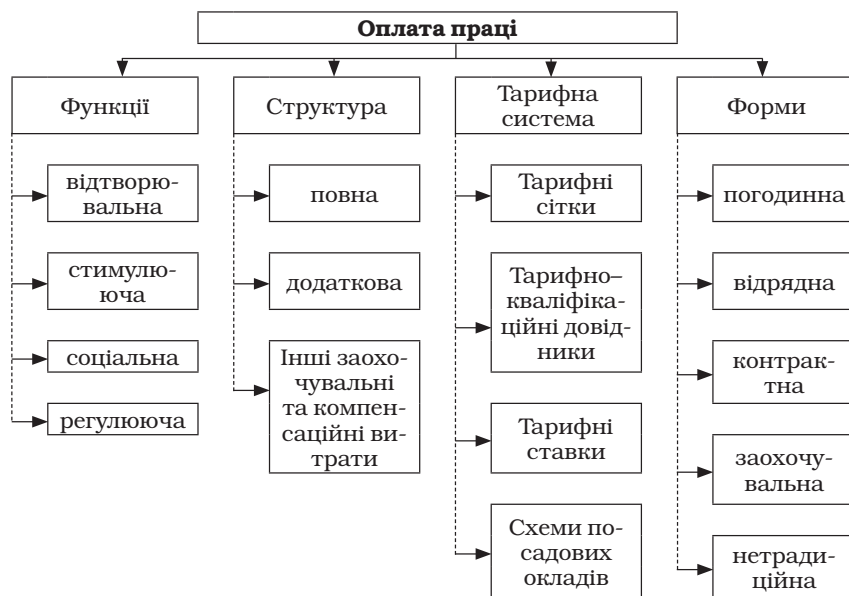 Оплата праці
Функції
відтворю-
вальна
стимулю-
юча
соціальна
регулююча
Структура
повна
додаткова
Інші заохо-
чувальні
та компен-
саційні ви-
трати
Тарифна
система
Тарифні
сітки
Тарифно–
кваліфіка-
ційні довід-
ники
Тарифні
ставки
Схеми по-
садових
окладів
Форми
погодинна
відрядна
контрак-
тна
заохочу-
вальна
нетради-
ційна